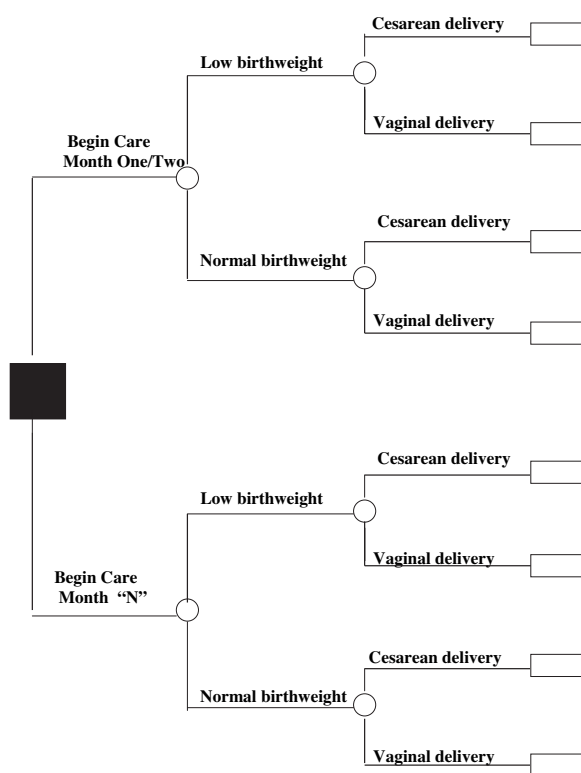 Cesarean delivery
Low birthweight
Vaginal delivery
Begin Care
Month One/Two
Cesarean delivery
Normal birthweight
Vaginal delivery
Cesarean delivery
Low birthweight
Vaginal delivery
Begin Care
Month “N”
Cesarean delivery
Normal birthweight
Vaginal delivery